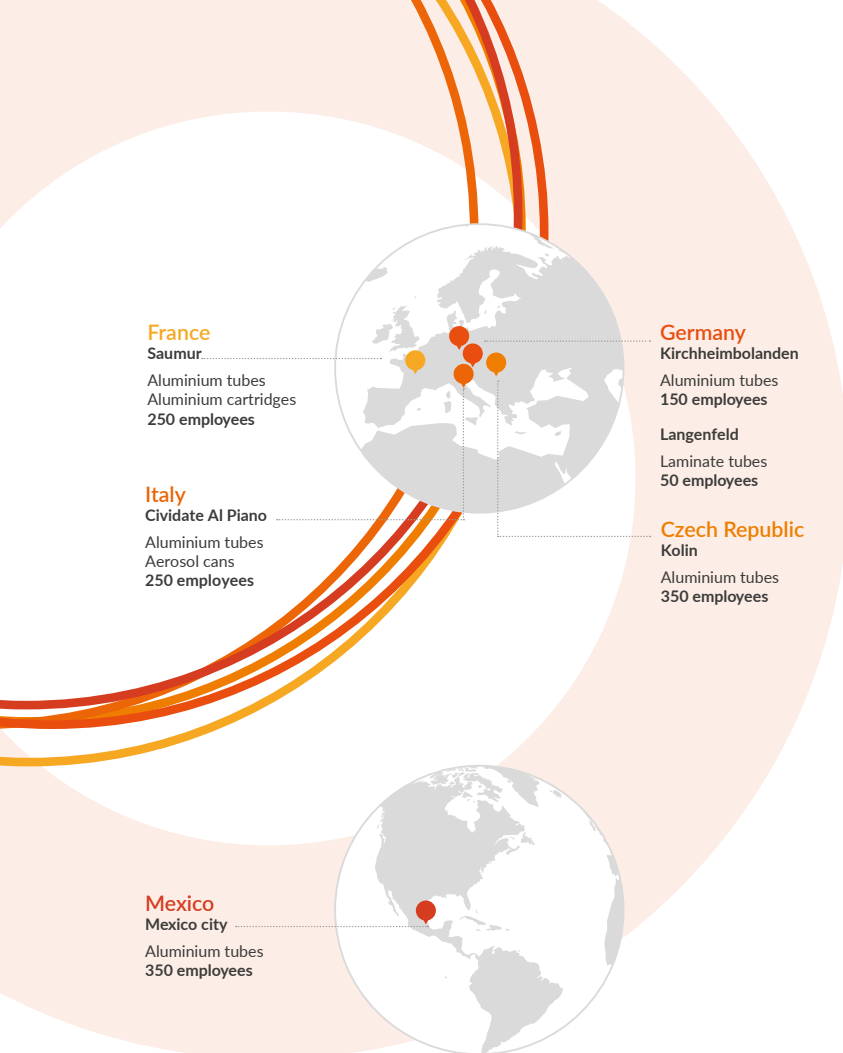 France
Saumur
Aluminium tubes
Aluminium cartridges
250 employees
Germany
Kirchheimbolanden
Aluminium tubes
150 employees
Langenfeld
Laminate tubes
50 employees
Italy
Cividate Al Piano
Aluminium tubes
Aerosol cans
250 employees
Czech Republic
Kolin
Aluminium tubes
350 employees
Mexico
Mexico city
Aluminium tubes
350 employees